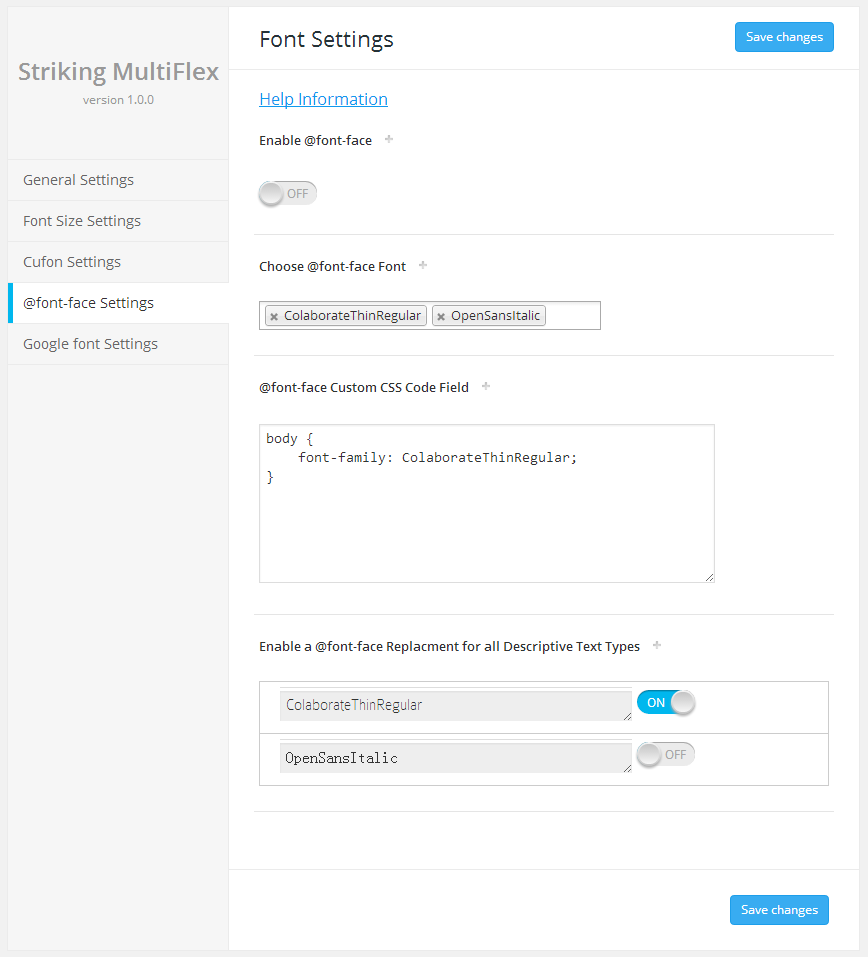 Striking MultiFlex
version 1.0.0
General Settings
Font Size Settings
Cufon Settings
@font-face Settings
Google font Settings
Font Settings
Save changes
Help Information
Enable @font-face +
OFF
Choose @font-face Font +
× ColaborateThinRegular × OpenSansItalic
@font-face Custom CSS Code Field +
body {
    font-family: ColaborateThinRegular;
}
Enable a @font-face Replacment for all Descriptive Text Types +
ColaborateThinRegular ON
OpenSansItalic OFF
Save changes